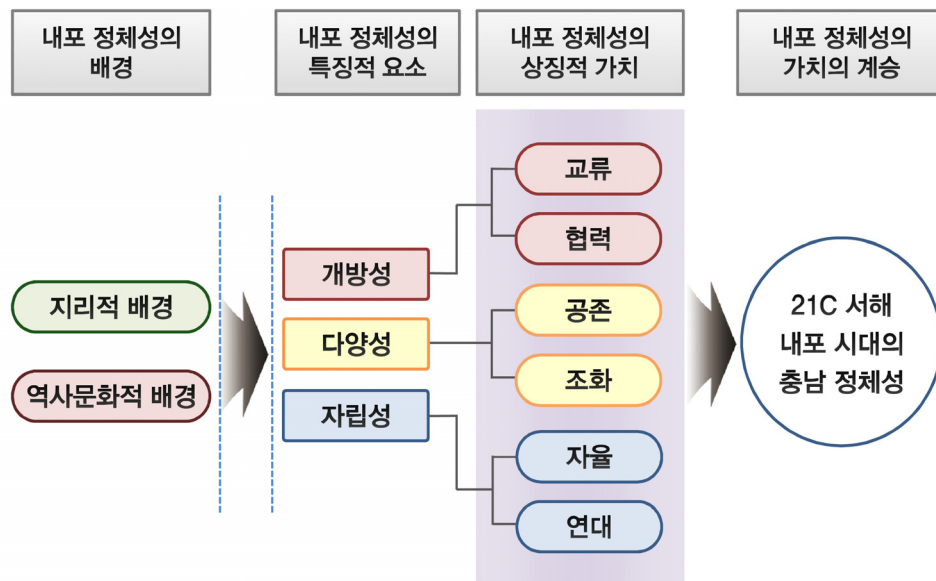 내포 정체성의
배경
내포 정체성의
특징적 요소
내포 정체성의
상징적 가치
내포 정체성의
가치의 계승
지리적 배경
역사문화적 배경
개방성
다양성
자립성
교류
협력
공존
조화
자율
연대
21C 서해
내포 시대의
충남 정체성